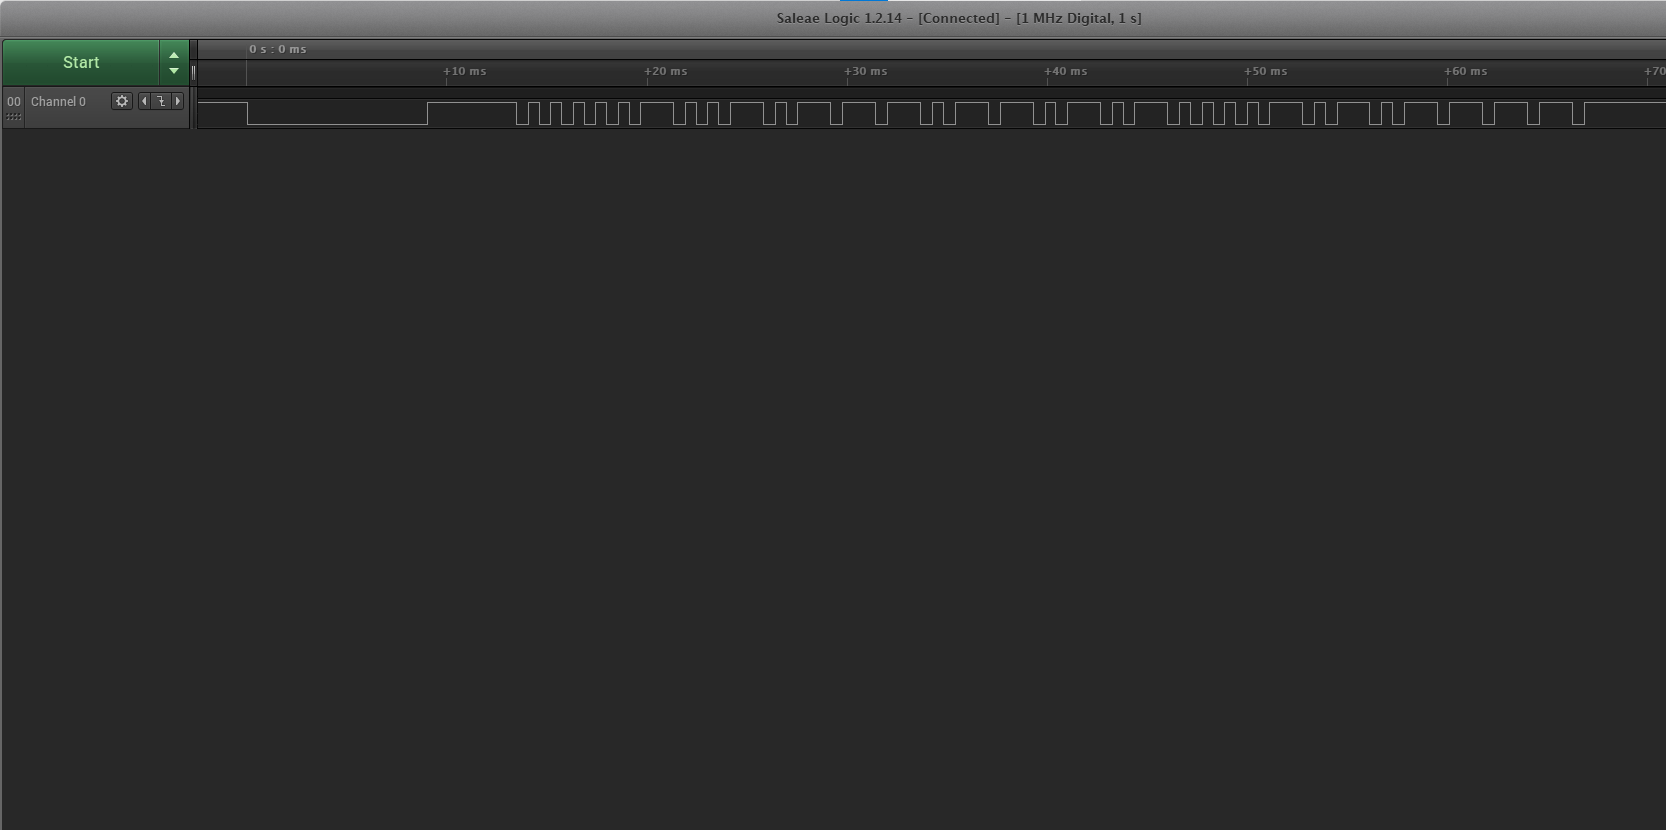 Saleae Logic 1.2.14 - [Connected] - [1 MHz Digital, 1 s]
Start
0 s : 0 ms
+10 ms +20 ms +30 ms +40 ms +50 ms +60 ms +70
00 Channel 0